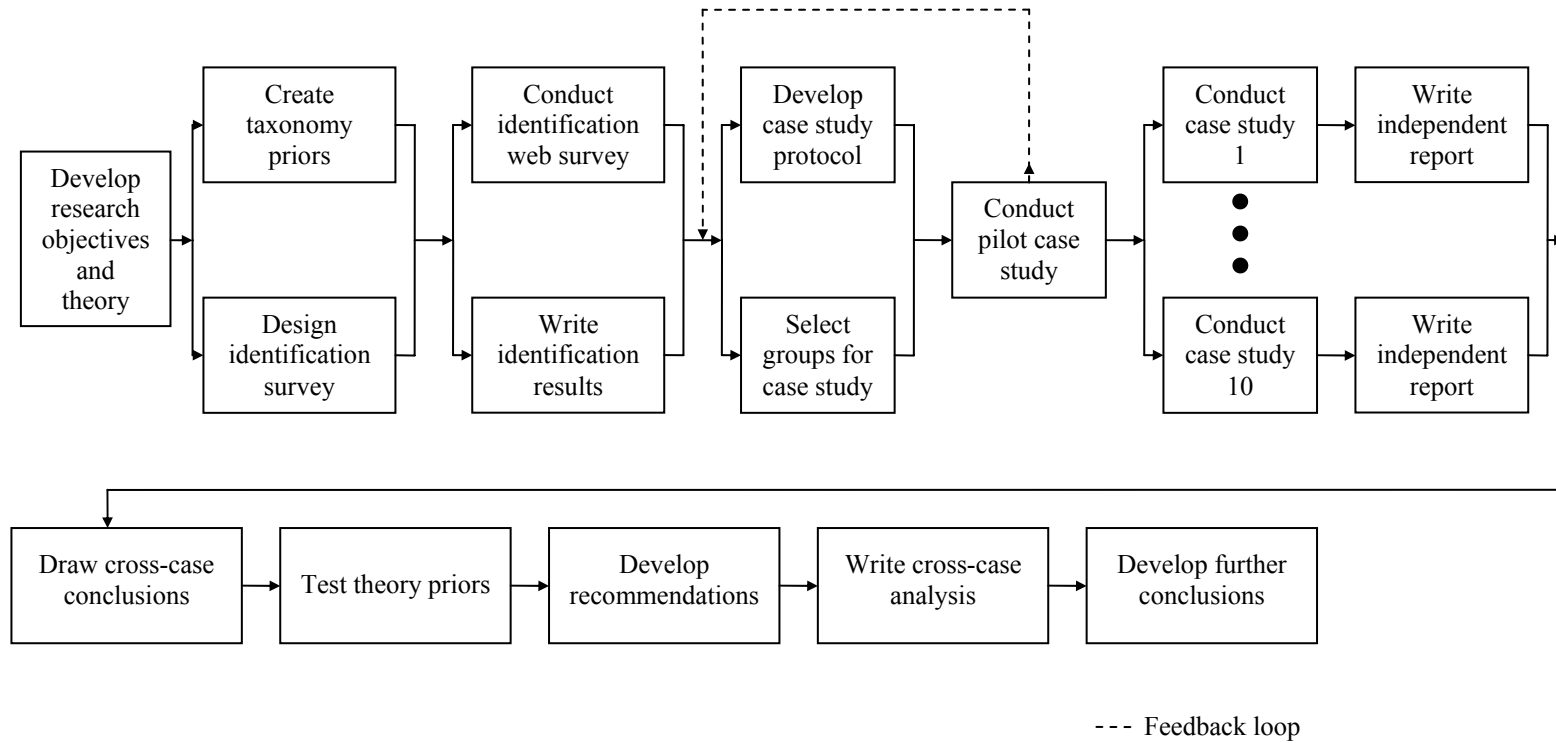 Develop
research
objectives
and
theory
Create
taxonomy
priors
Design
identification
survey
Conduct
identification
web survey
Write
identification
results
Develop
case study
protocol
Select
groups for
case study
Conduct
pilot case
study
Conduct
case study
1
Write
independent
report
Conduct
case study
10
Write
independent
report
Draw cross-case
conclusions
Test theory priors
Develop
recommendations
Write cross-case
analysis
Develop further
conclusions
Feedback loop